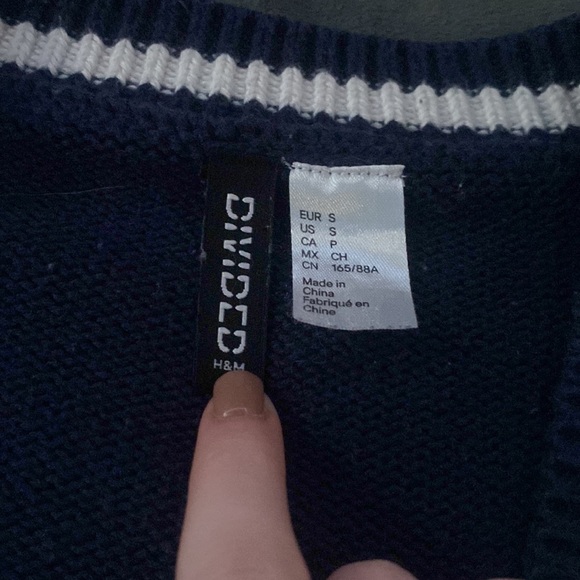 DIVIDED
H&M
EUR S
US S
CA P
MX CH
CN 165/88A
Made in
China
Fabriqué en
Chine